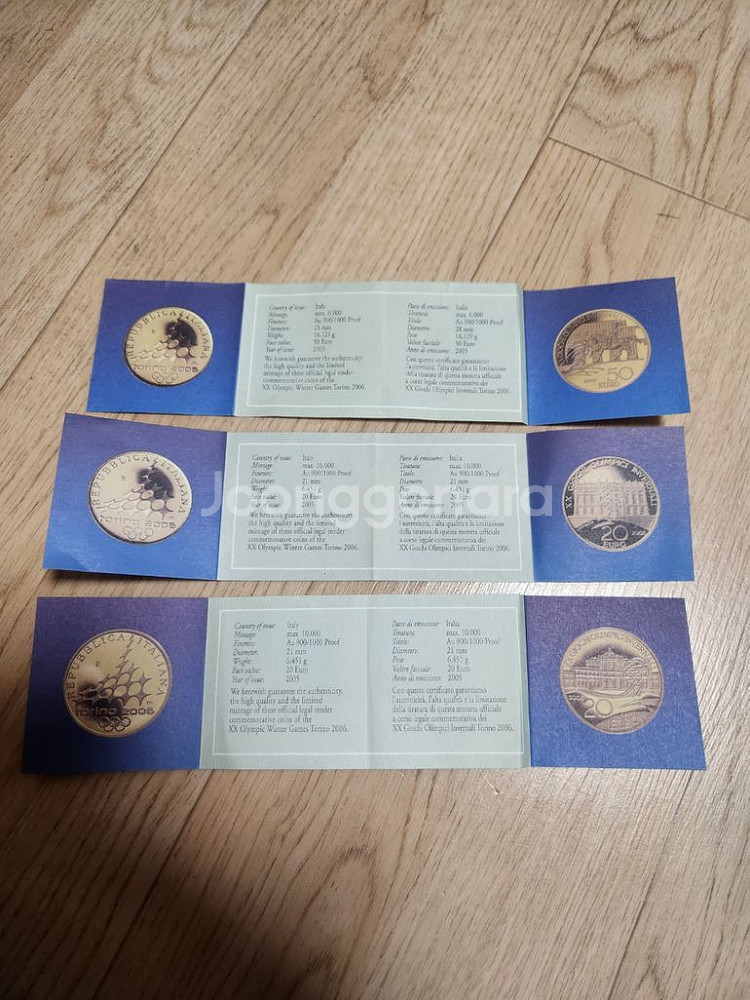 REPUBBLICA ITALIANA
Torino 2006
Country of issue: Italy
Mintage: max. 6.000
Fineness: Au 900/1000 Proof
Diameter: 28 mm
Weight: 16,129 g
Face value: 50 Euro
Year of issue: 2005
We herewith guarantee the authenticity,
the high quality and the limited
mintage of these official legal tender
commemorative coins of the
XX Olympic Winter Games Torino 2006.
Paese di emissione: Italia
Tiratura: max. 6.000
Titolo: Au 900/1000 Proof
Diametro: 28 mm
Peso: 16,129 g
Valore facciale: 50 Euro
Anno di emissione: 2005
Con questo certificato garantiamo
l'autenticità, l'alta qualità e la limitazione
della tiratura di questa moneta ufficiale
a corso legale commemorativa dei
XX Giochi Olimpici Invernali Torino 2006.
50
EURO
REPUBBLICA ITALIANA
Torino 2006
Country of issue: Italy
Mintage: max. 10.000
Fineness: Au 900/1000 Proof
Diameter: 21 mm
Weight: 6,451 g
Face value: 20 Euro
Year of issue: 2005
We herewith guarantee the authenticity,
the high quality and the limited
mintage of these official legal tender
commemorative coins of the
XX Olympic Winter Games Torino 2006.
Paese di emissione: Italia
Tiratura: max. 10.000
Titolo: Au 900/1000 Proof
Diametro: 21 mm
Peso: 6,451 g
Valore facciale: 20 Euro
Anno di emissione: 2005
Con questo certificato garantiamo
l'autenticità, l'alta qualità e la limitazione
della tiratura di questa moneta ufficiale
a corso legale commemorativa dei
XX Giochi Olimpici Invernali Torino 2006.
XX GIOCHI OLIMPICI INVERNALI
20 2005
EURO
Joonggonara
REPUBBLICA ITALIANA
Torino 2006
Country of issue: Italy
Mintage: max. 10.000
Fineness: Au 900/1000 Proof
Diameter: 21 mm
Weight: 6,451 g
Face value: 20 Euro
Year of issue: 2005
We herewith guarantee the authenticity,
the high quality and the limited
mintage of these official legal tender
commemorative coins of the
XX Olympic Winter Games Torino 2006.
Paese di emissione: Italia
Tiratura: max. 10.000
Titolo: Au 900/1000 Proof
Diametro: 21 mm
Peso: 6,451 g
Valore facciale: 20 Euro
Anno di emissione: 2005
Con questo certificato garantiamo
l'autenticità, l'alta qualità e la limitazione
della tiratura di questa moneta ufficiale
a corso legale commemorativa dei
XX Giochi Olimpici Invernali Torino 2006.
20